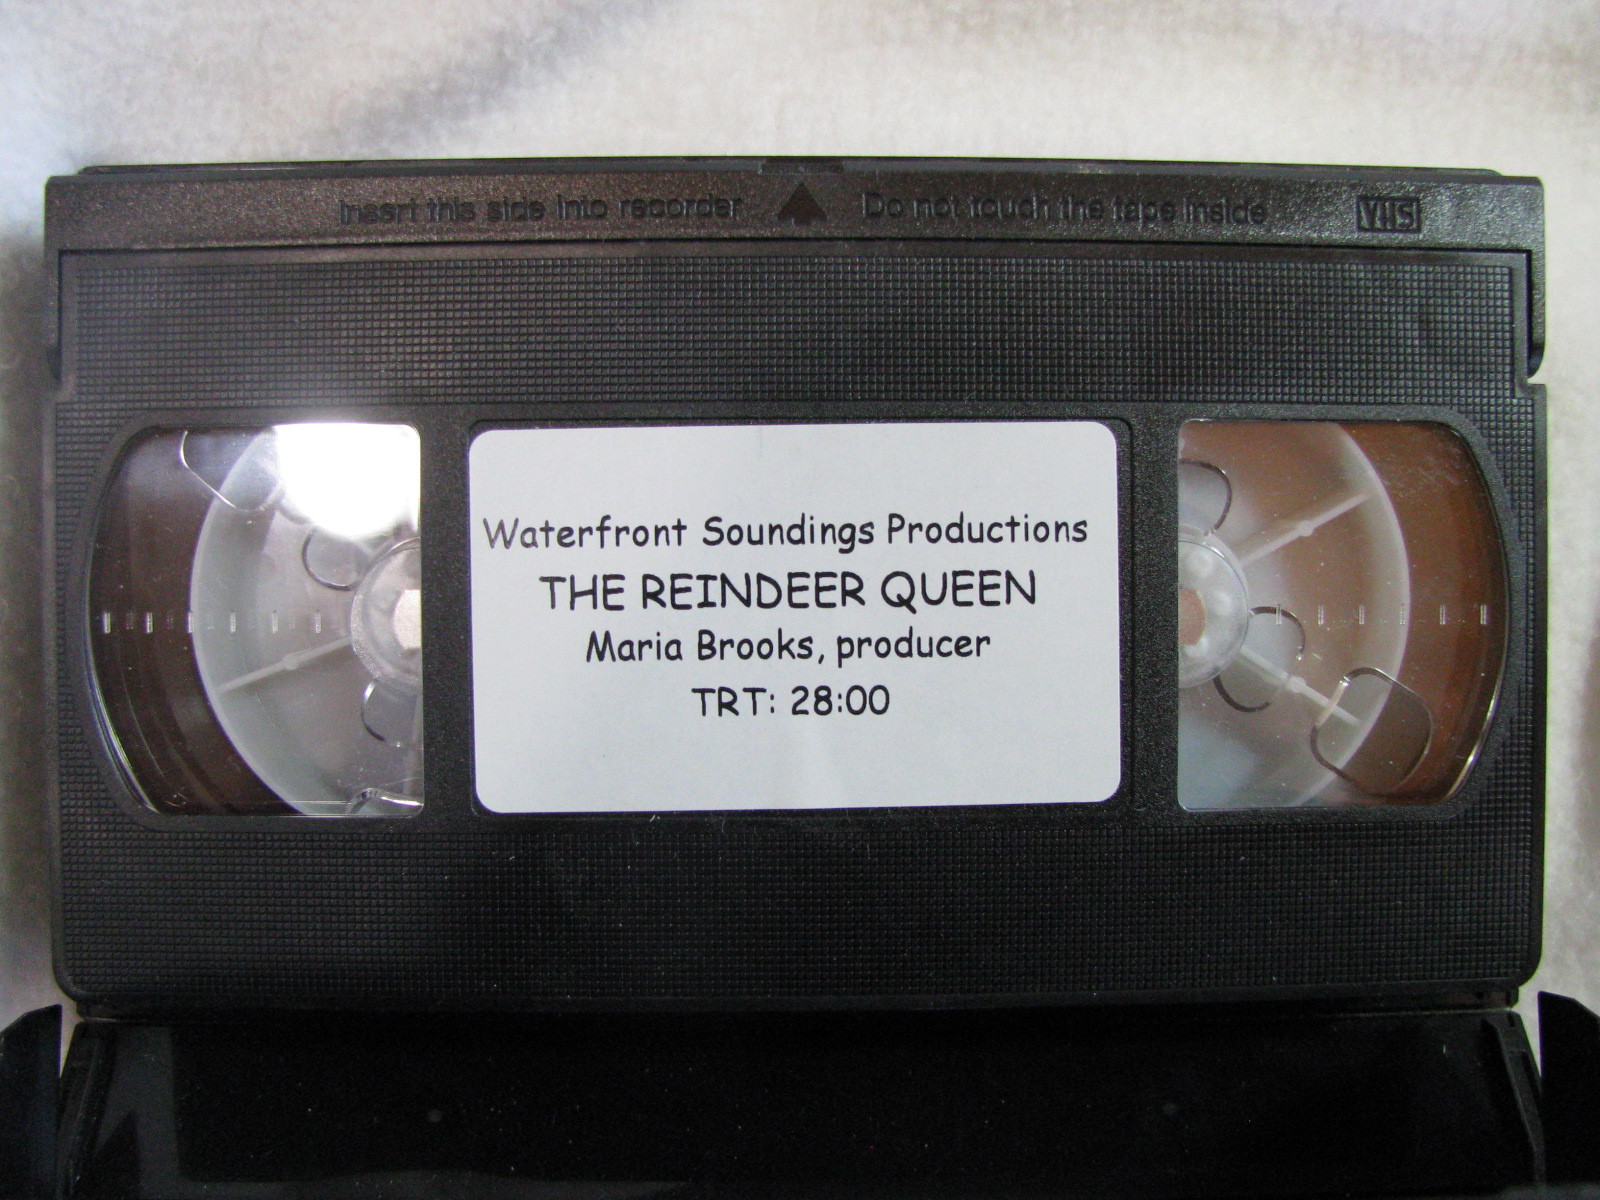 Insert this side into recorder Do not touch the tape inside VHS
Waterfront Soundings Productions
THE REINDEER QUEEN
Maria Brooks, producer
TRT: 28:00